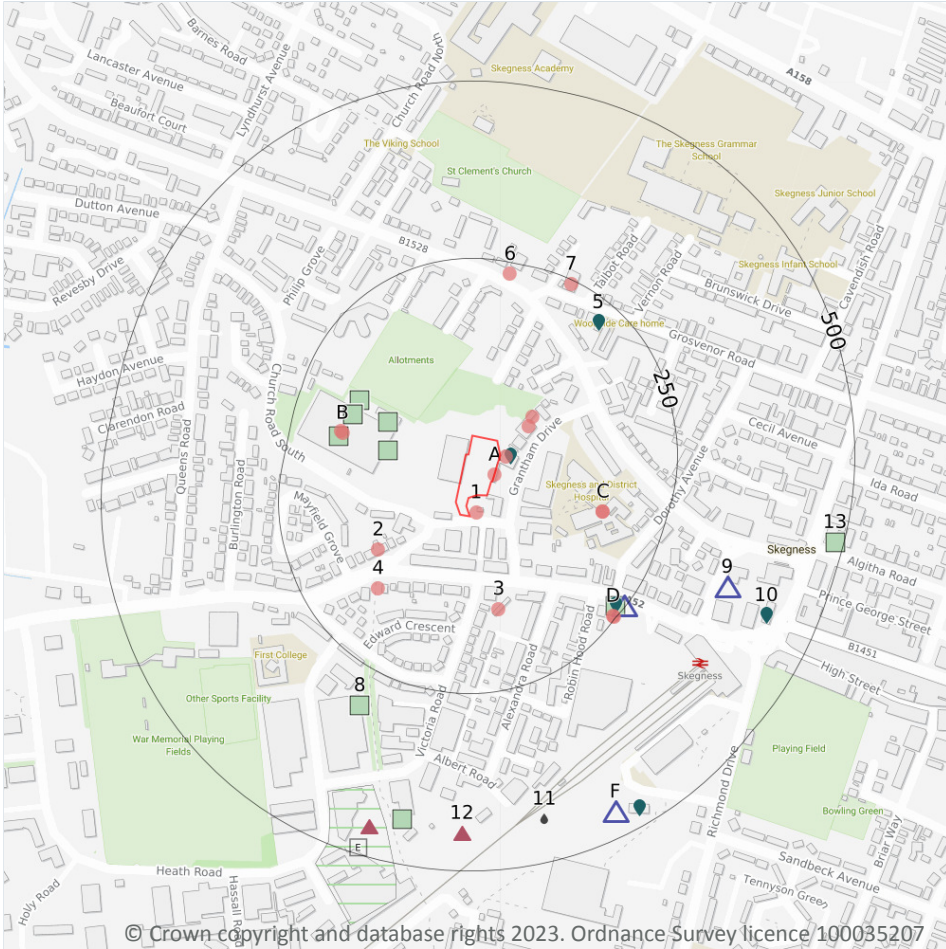 Skegness Academy
A158
Barnes Road
Lancaster Avenue
Lyndhurst Avenue
Church Road North
Beaufort Court
The Viking School
The Skegness Grammar
School
St Clement's Church
Skegness Junior School
Dutton Avenue
B1528
Talbot Road
Cavendish Road
Revesby Drive
Philip Grove
6
7
Vernon Road
Skegness Infant School
Brunswick Drive
5
Woodside Care home
500
Grosvenor Road
Allotments
Haydon Avenue
Church Road South
250
B
Clarendon Road
Queens Road
Cecil Avenue
A
Grantham Drive
Ida Road
1
Skegness and District
Hospital
C
Dorothy Avenue
Burlington Road
Mayfield Grove
2
13
Skegness
Algitha Road
4
9
3
D
52
10
Prince George Street
Edward Crescent
Robin Hood Road
B1451
First College
Alexandra Road
Skegness
High Street
8
Other Sports Facility
Victoria Road
War Memorial Playing
Fields
Playing Field
Albert Road
Richmond Drive
12
11
F
Bowling Green
E
Briar Way
Heath Road
Sandbeck Avenue
Holly Road
Hassall Road
Tennyson Green
© Crown copyright and database rights 2023. Ordnance Survey licence 100035207